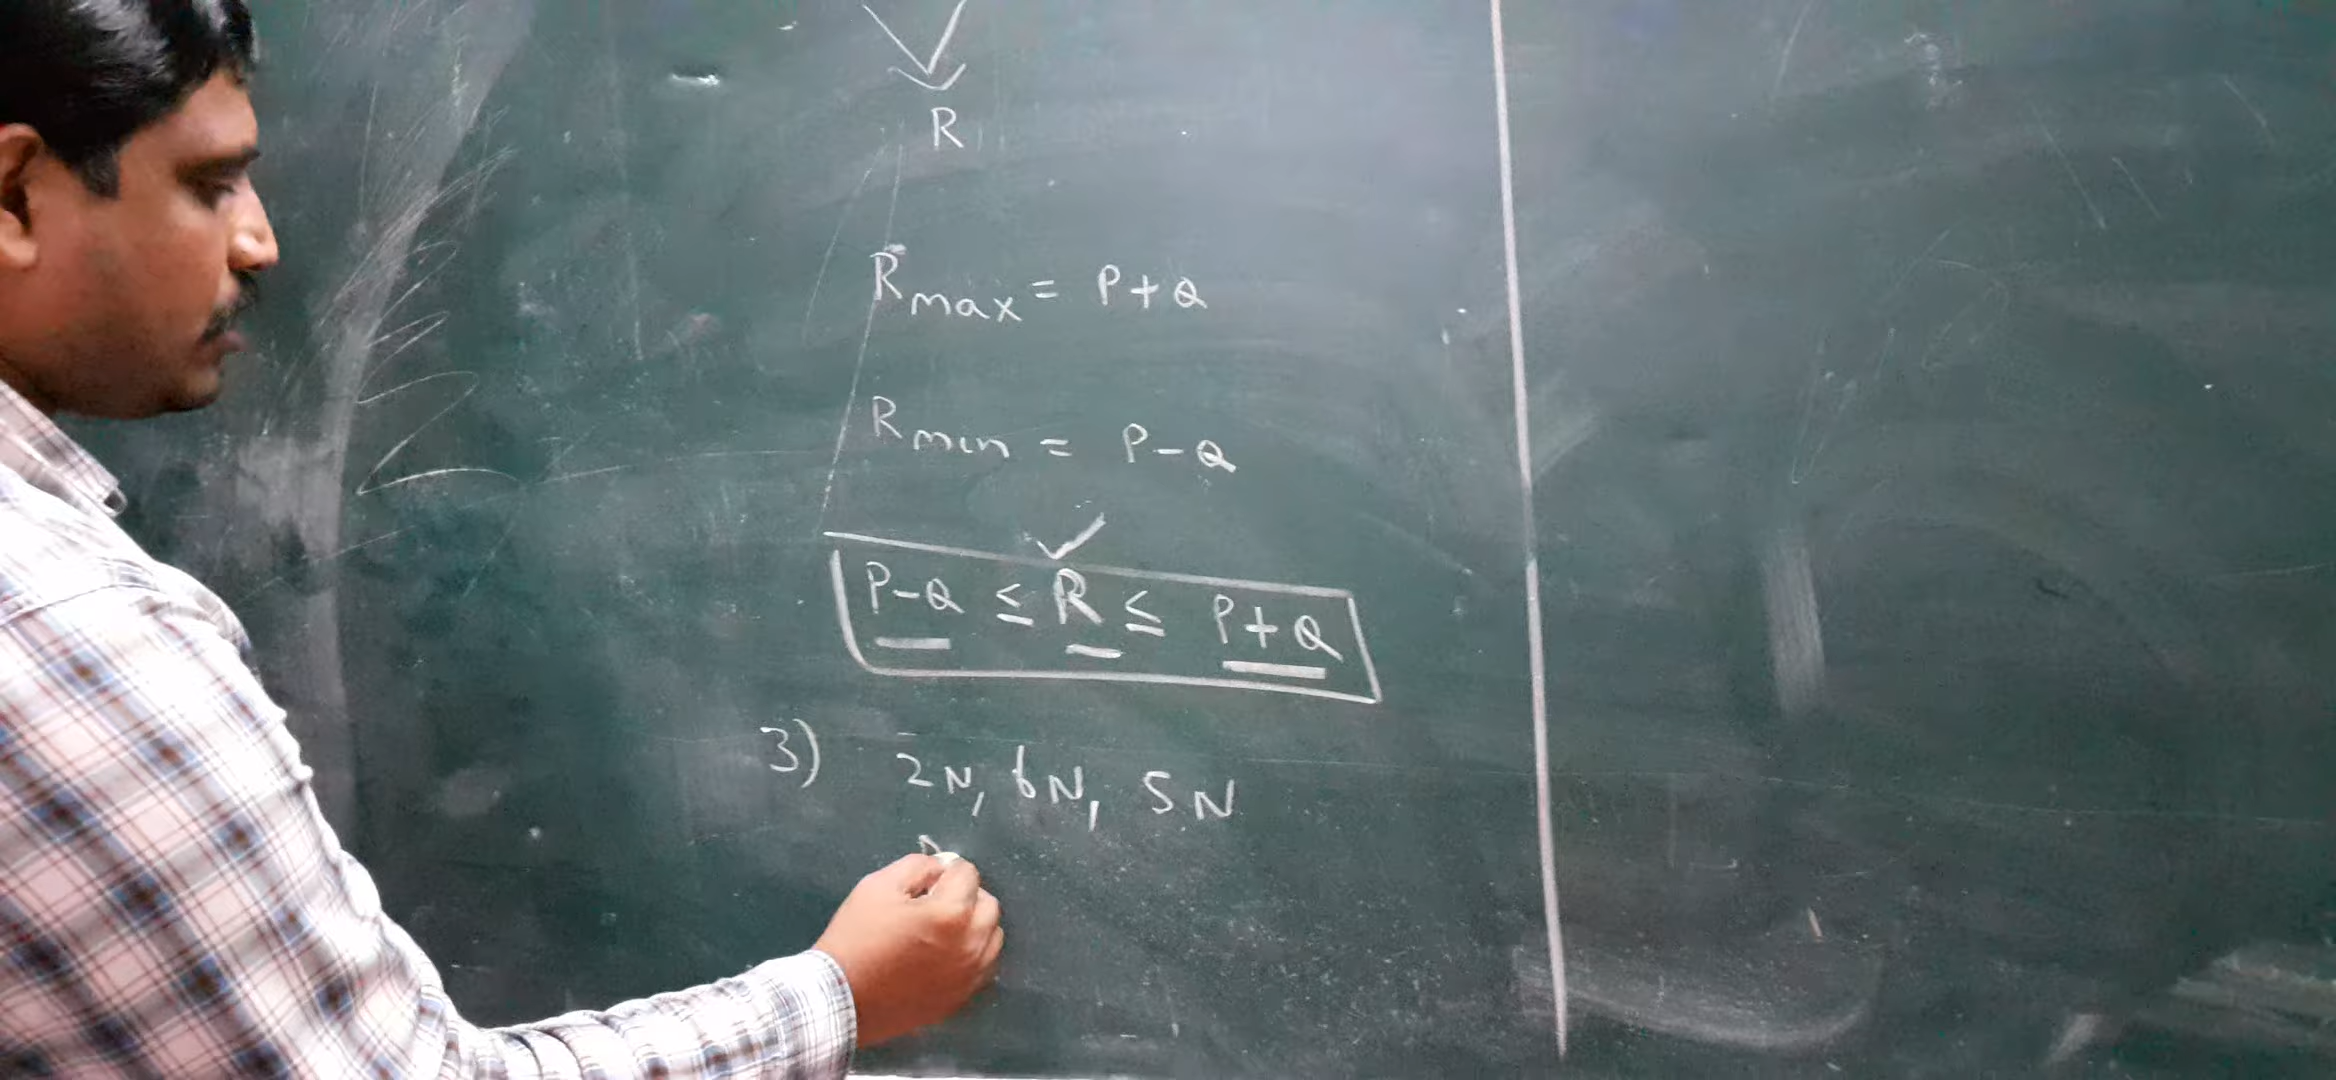 R
Rmax = P+Q
Rmin = P-Q
P-Q ≤ R ≤ P+Q
3) 2N, 6N, 5N